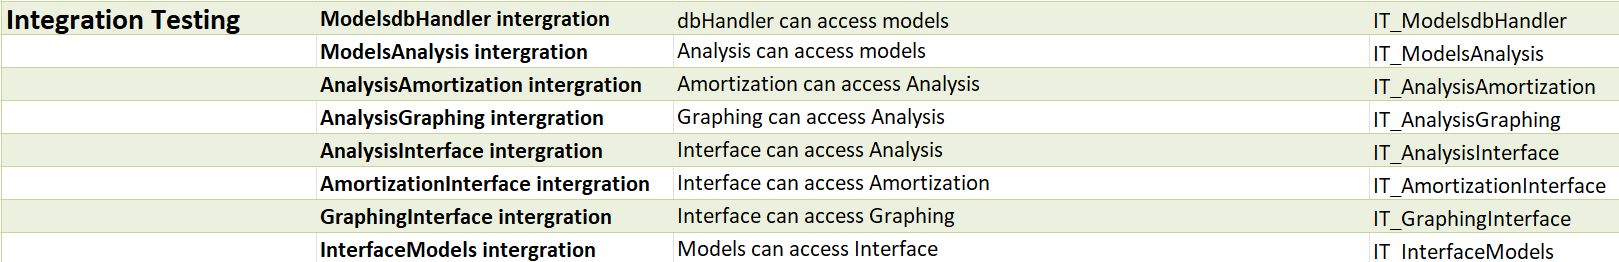 Integration Testing ModelsdbHandler intergration dbHandler can access models IT_ModelsdbHandler
ModelsAnalysis intergration Analysis can access models IT_ModelsAnalysis
AnalysisAmortization intergration Amortization can access Analysis IT_AnalysisAmortization
AnalysisGraphing intergration Graphing can access Analysis IT_AnalysisGraphing
AnalysisInterface intergration Interface can access Analysis IT_AnalysisInterface
AmortizationInterface intergration Interface can access Amortization IT_AmortizationInterface
GraphingInterface intergration Interface can access Graphing IT_GraphingInterface
InterfaceModels intergration Models can access Interface IT_InterfaceModels